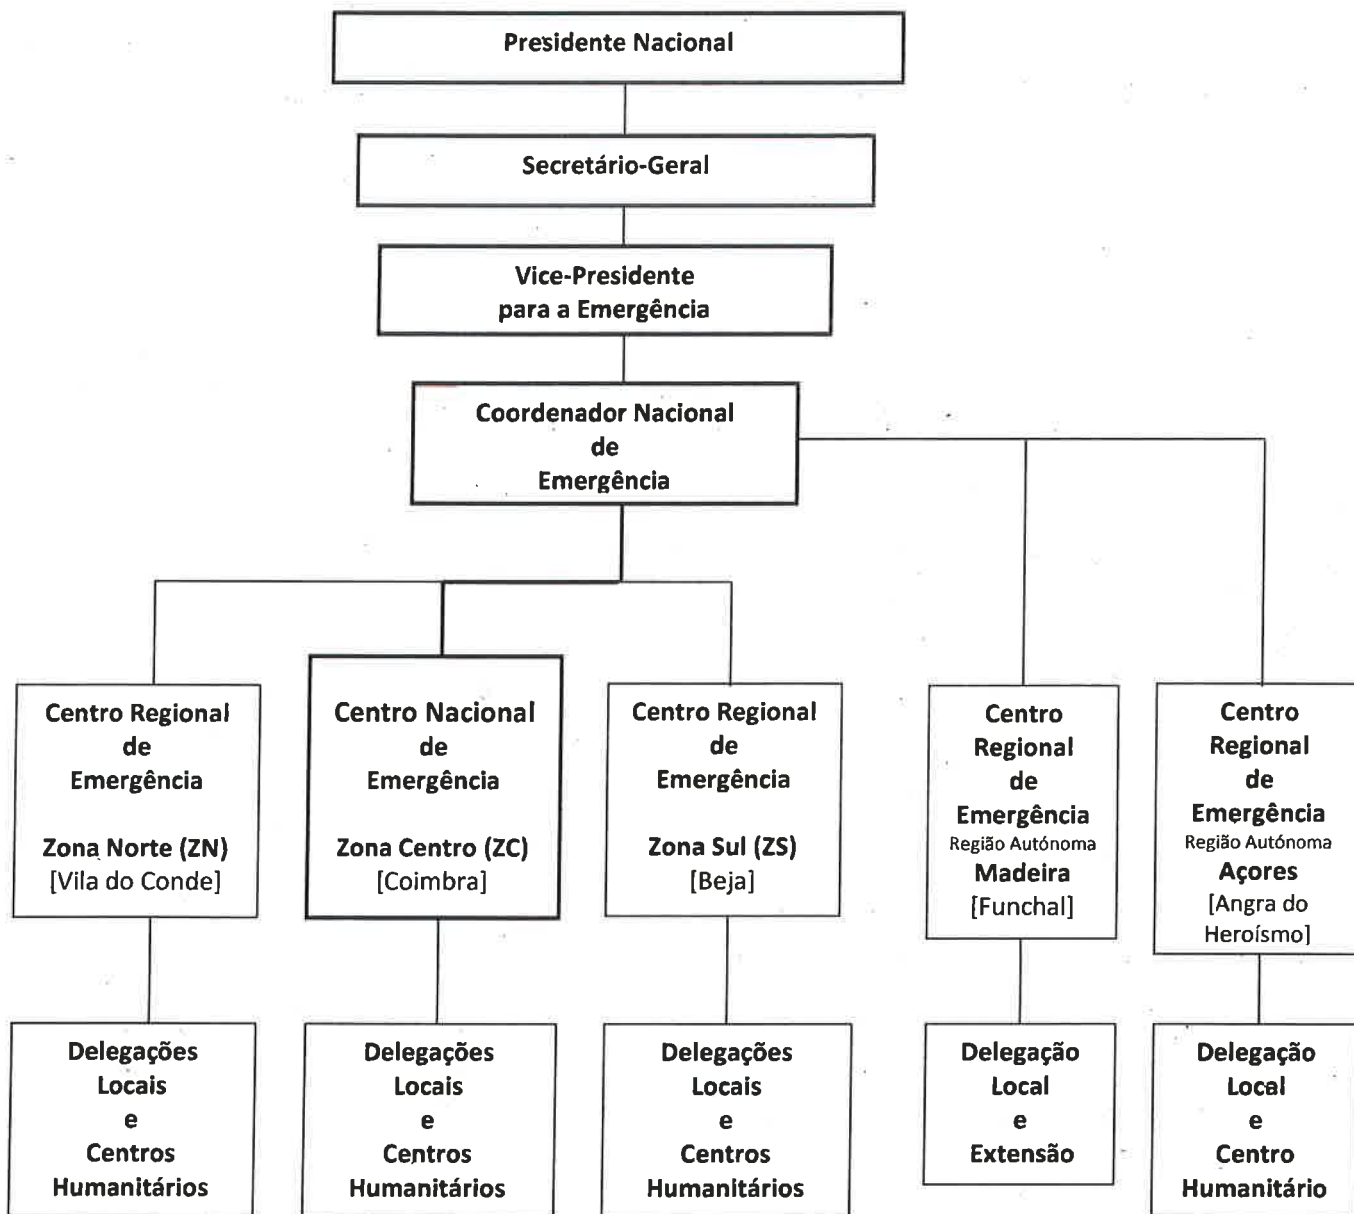 Presidente Nacional
Secretário-Geral
Vice-Presidente
para a Emergência
Coordenador Nacional
de
Emergência
Centro Regional
de
Emergência
Zona Norte (ZN)
[Vila do Conde]
Centro Nacional
de
Emergência
Zona Centro (ZC)
[Coimbra]
Centro Regional
de
Emergência
Zona Sul (ZS)
[Beja]
Centro
Regional
de
Emergência
Região Autónoma
Madeira
[Funchal]
Centro
Regional
de
Emergência
Região Autónoma
Açores
[Angra do
Heroísmo]
Delegações
Locais
e
Centros
Humanitários
Delegações
Locais
e
Centros
Humanitários
Delegações
Locais
e
Centros
Humanitários
Delegação
Local
e
Extensão
Delegação
Local
e
Centro
Humanitário